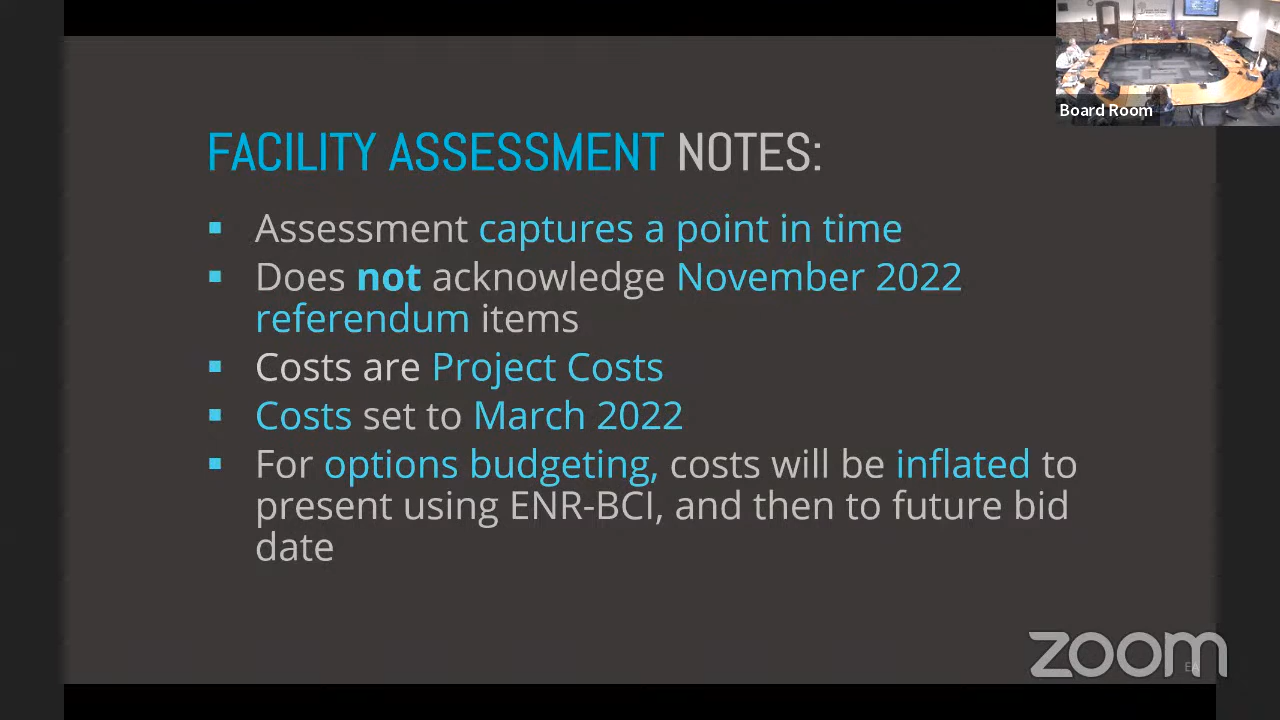 Board Room
FACILITY ASSESSMENT NOTES:
▪ Assessment captures a point in time
▪ Does not acknowledge November 2022
referendum items
▪ Costs are Project Costs
▪ Costs set to March 2022
▪ For options budgeting, costs will be inflated to
present using ENR-BCI, and then to future bid
date
zoom
EA